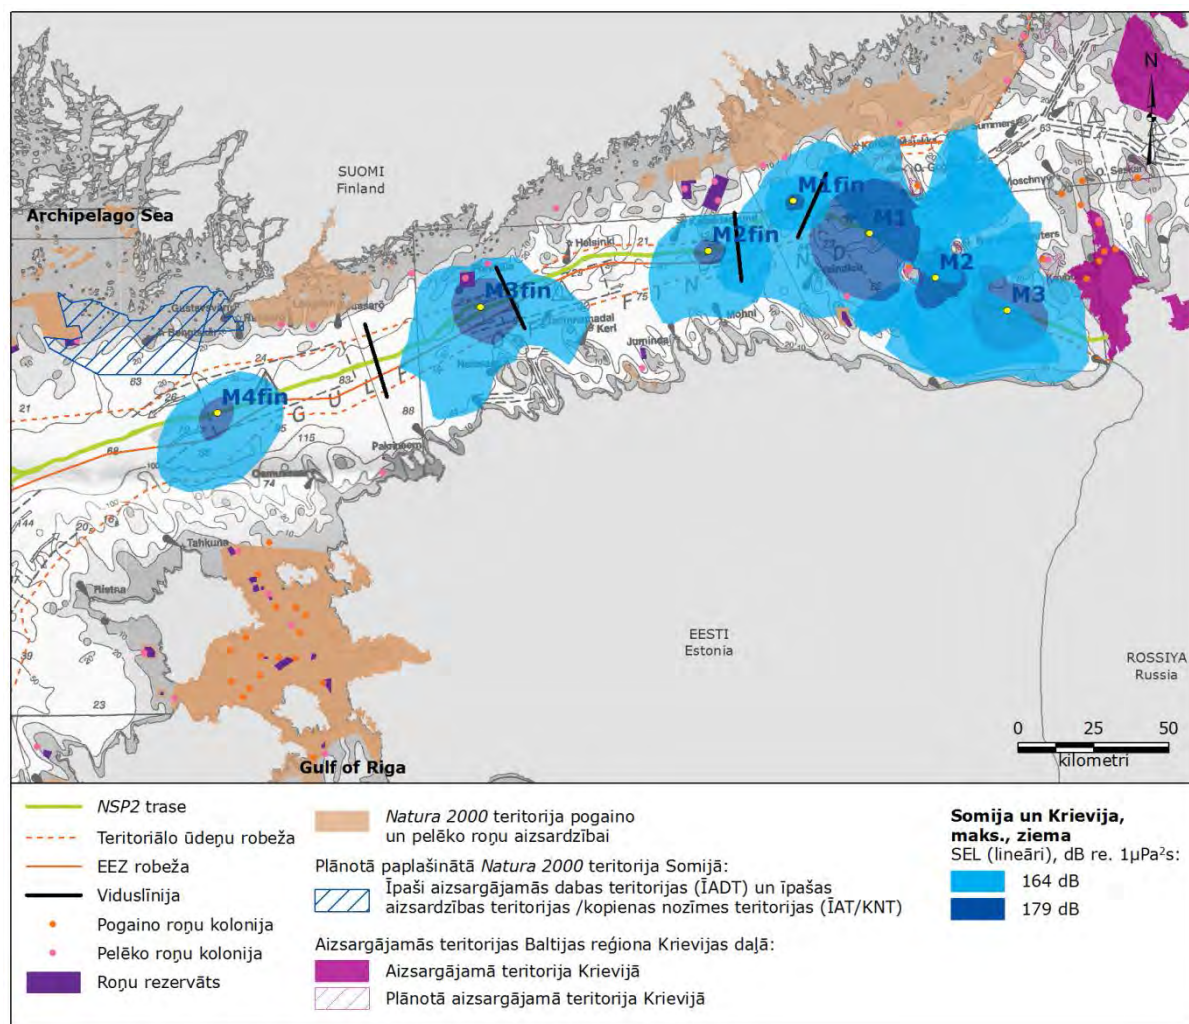 N
SUOMI
Finland
Archipelago Sea
M1fin
M1
M2fin
M2
M3
M3fin
M4fin
Helsinki
Kerl
Mohni
Juminda
Tahkuna
EESTI
Estonia
ROSSIYA
Russia
Gulf of Riga
0 25 50
kilometri
NSP2 trase
Teritoriālo ūdeņu robeža
EEZ robeža
Viduslīnija
Pogaino roņu kolonija
Pelēko roņu kolonija
Roņu rezervāts
Natura 2000 teritorija pogaino
un pelēko roņu aizsardzībai
Plānotā paplašinātā Natura 2000 teritorija Somijā:
Īpaši aizsargājamās dabas teritorijas (ĪADT) un īpašas
aizsardzības teritorijas /kopienas nozīmes teritorijas (ĪAT/KNT)
Aizsargājamās teritorijas Baltijas reģiona Krievijas daļā:
Aizsargājamā teritorija Krievijā
Plānotā aizsargājamā teritorija Krievijā
Somija un Krievija,
maks., ziema
SEL (lineāri), dB re. 1µPa²s:
164 dB
179 dB